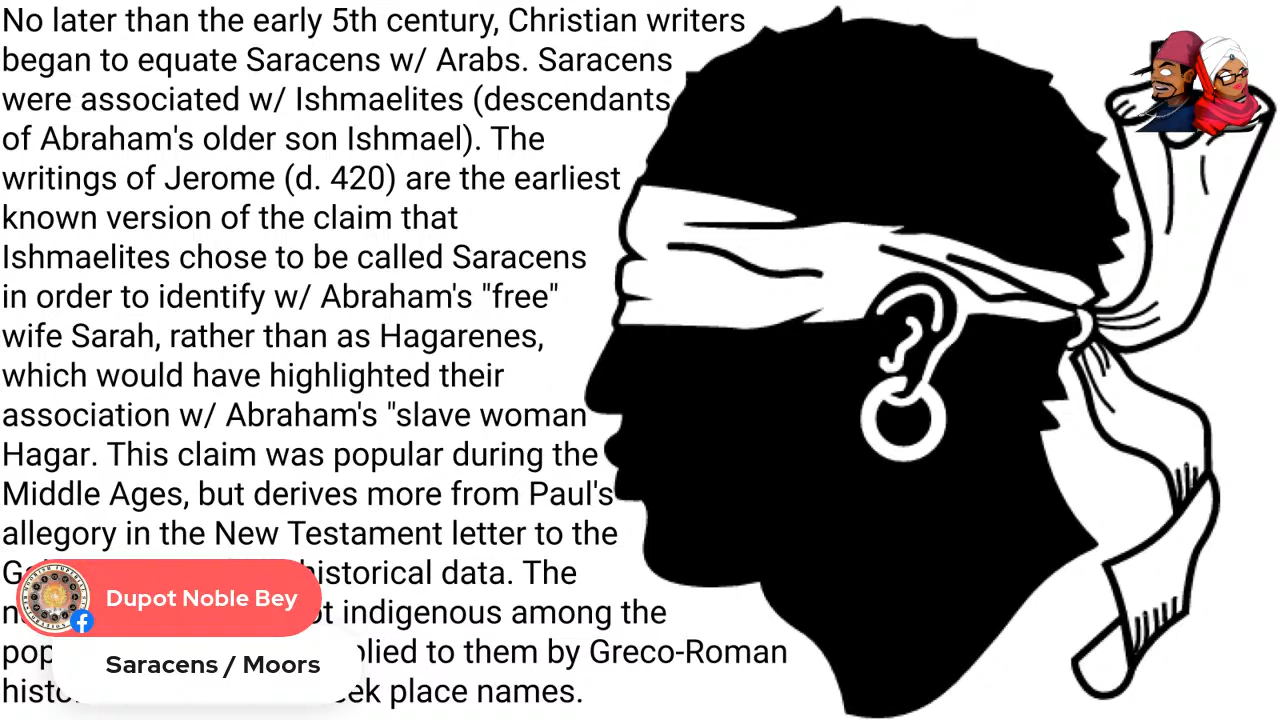 No later than the early 5th century, Christian writers
began to equate Saracens w/ Arabs. Saracens
were associated w/ Ishmaelites (descendants
of Abraham's older son Ishmael). The
writings of Jerome (d. 420) are the earliest
known version of the claim that
Ishmaelites chose to be called Saracens
in order to identify w/ Abraham's "free"
wife Sarah, rather than as Hagarenes,
which would have highlighted their
association w/ Abraham's "slave woman
Hagar. This claim was popular during the
Middle Ages, but derives more from Paul's
allegory in the New Testament letter to the
historical data. The
indigenous among the
to them by Greco-Roman
place names.
Dupot Noble Bey
Saracens / Moors